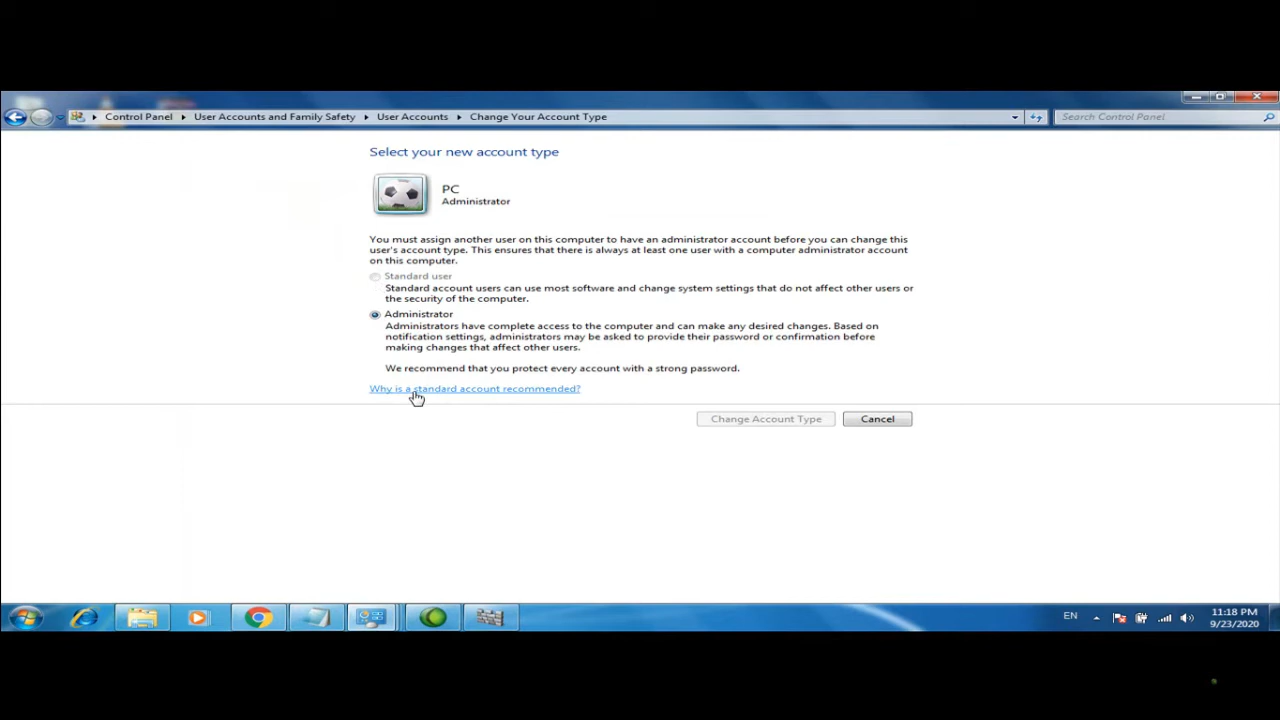 Control Panel User Accounts and Family Safety User Accounts Change Your Account Type Search Control Panel
Select your new account type
PC
Administrator
You must assign another user on this computer to have an administrator account before you can change this
user's account type. This ensures that there is always at least one user with a computer administrator account
on this computer.
Standard user
Standard account users can use most software and change system settings that do not affect other users or
the security of the computer.
Administrator
Administrators have complete access to the computer and can make any desired changes. Based on
notification settings, administrators may be asked to provide their password or confirmation before
making changes that affect other users.
We recommend that you protect every account with a strong password.
Why is a standard account recommended?
Change Account Type Cancel
EN 11:18 PM
9/23/2020